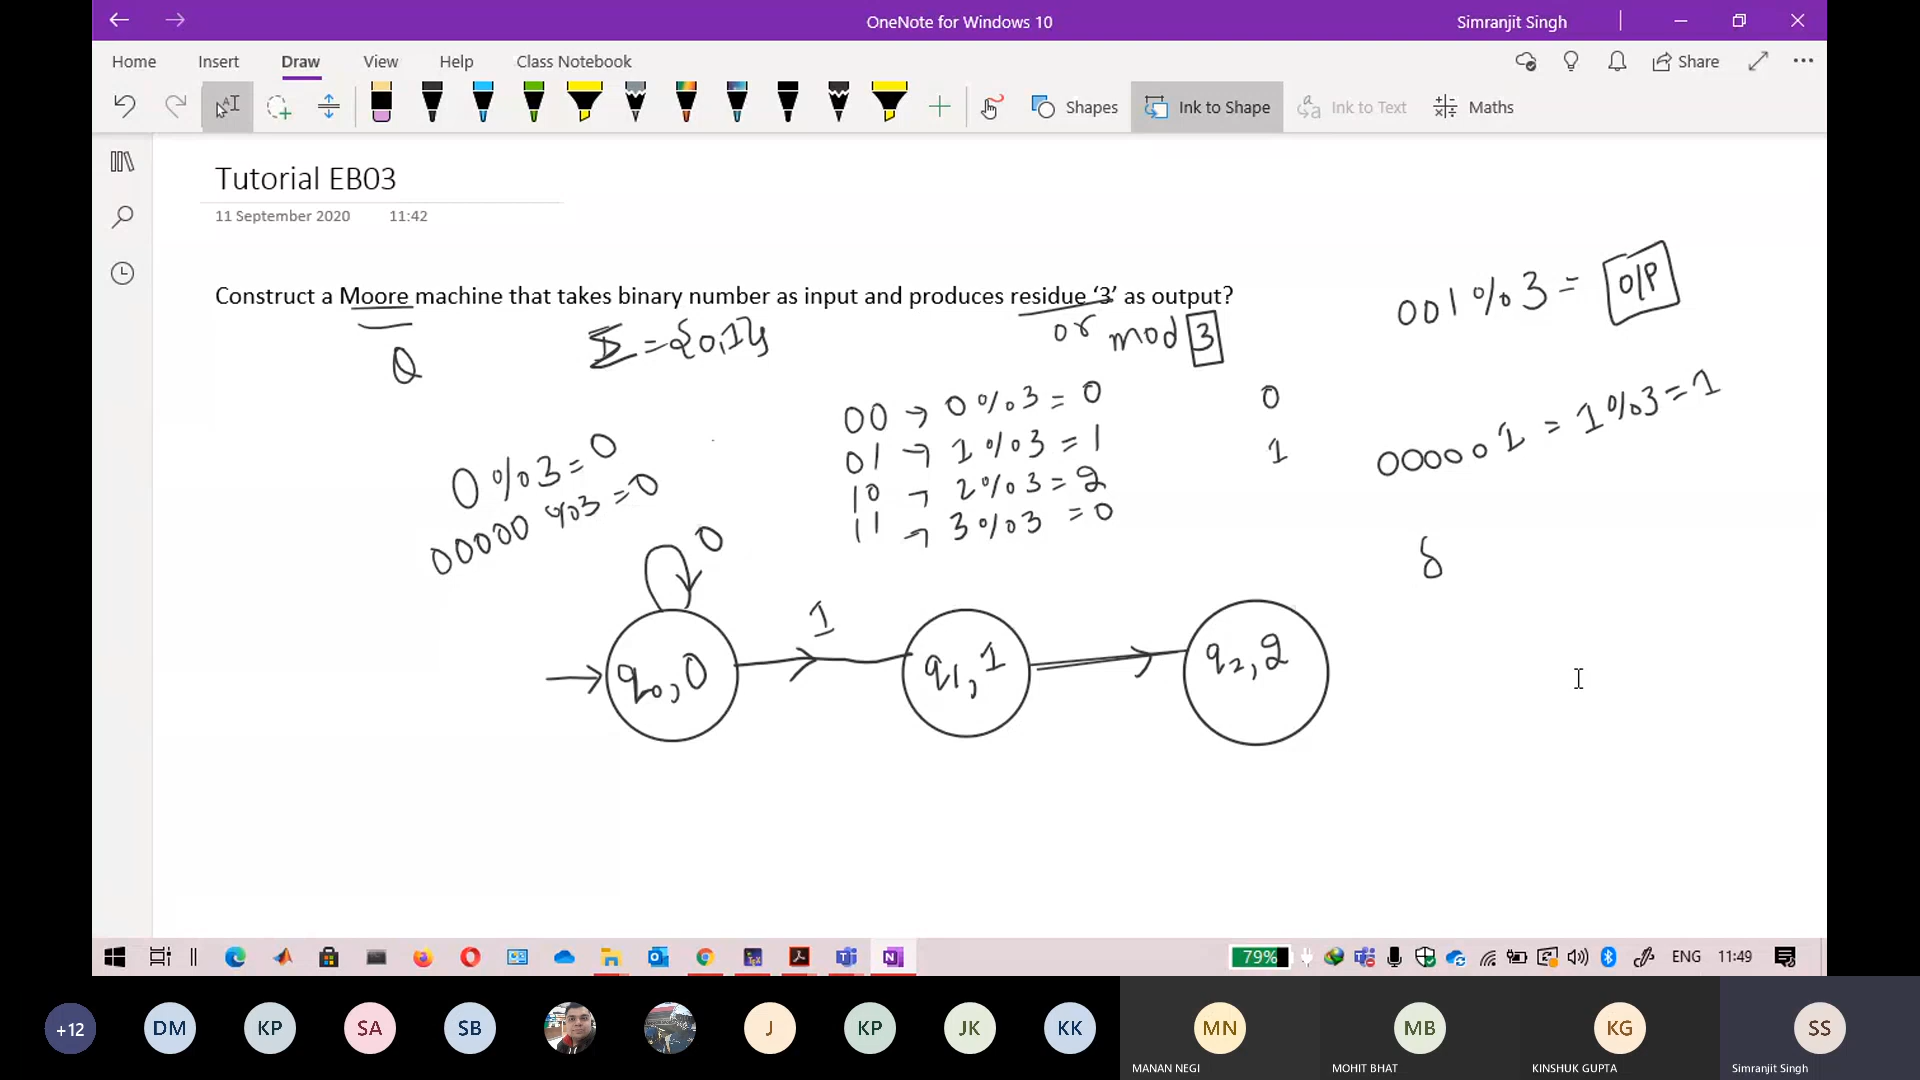 OneNote for Windows 10
Simranjit Singh
Home Insert Draw View Help Class Notebook
Share
Shapes Ink to Shape Ink to Text Maths
Tutorial EB03
11 September 2020 11:42
Construct a Moore machine that takes binary number as input and produces residue ‘3’ as output?
001 % 3 = O/P
Q
Σ = {0,1}
or mod 3
00 → 0 % 3 = 0
01 → 1 % 3 = 1
10 → 2 % 3 = 2
11 → 3 % 3 = 0
0
1
000001 = 1 % 3 = 1
0 % 3 = 0
00000 % 3 = 0
0
δ
1
q0, 0
q1, 1
q2, 2
79%
ENG 11:49
+12 DM KP SA SB J KP JK KK MN MB KG SS
MANAN NEGI MOHIT BHAT KINSHUK GUPTA Simranjit Singh